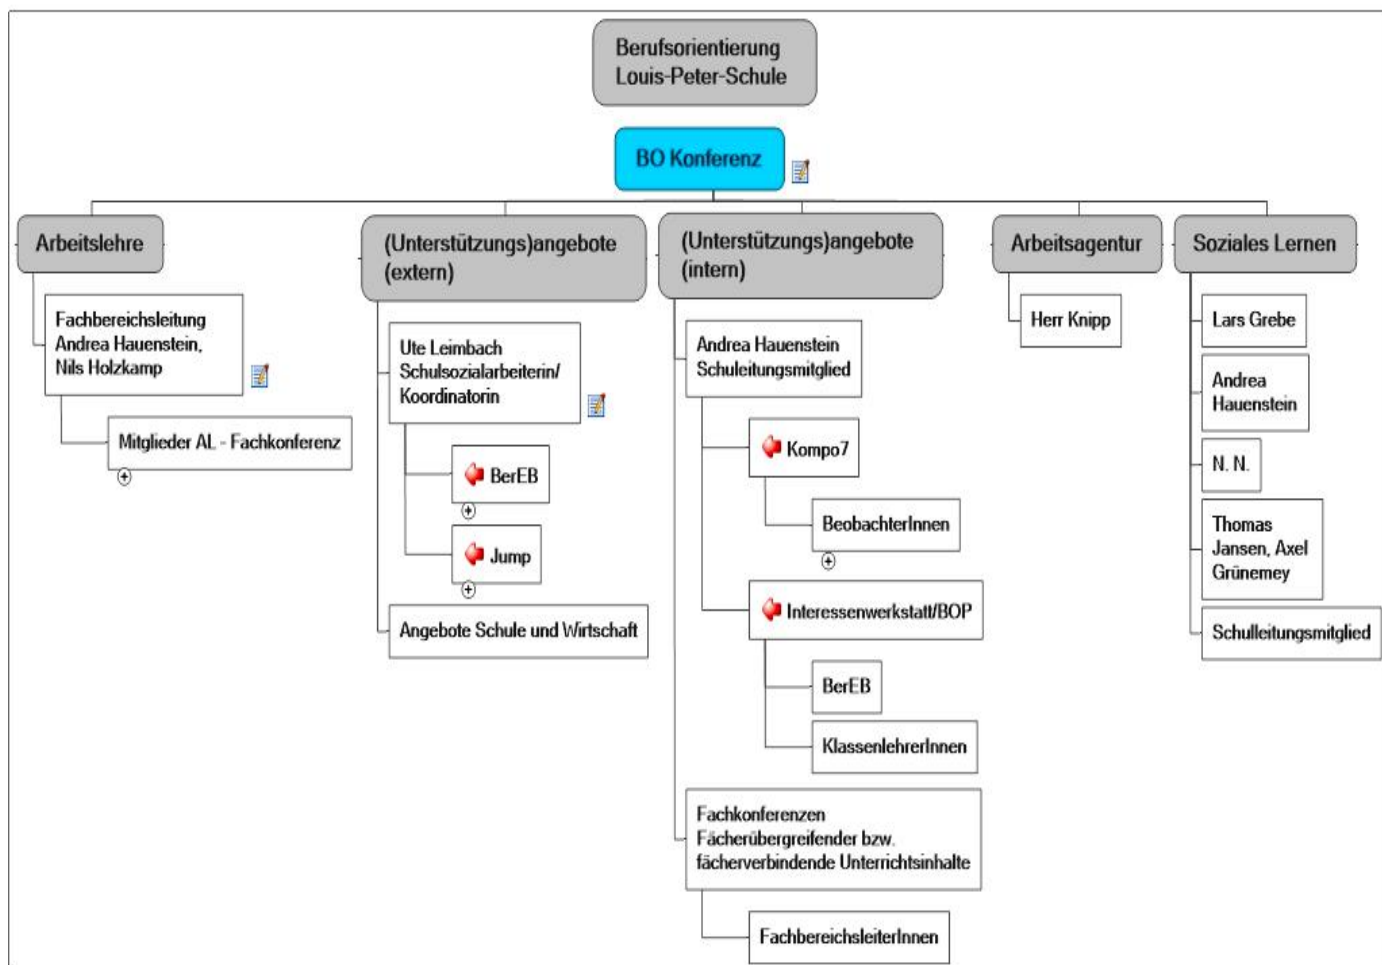 Berufsorientierung
Louis-Peter-Schule
BO Konferenz
Arbeitslehre
Fachbereichsleitung
Andrea Hauenstein,
Nils Holzkamp
Mitglieder AL - Fachkonferenz
(Unterstützungs)angebote
(extern)
Ute Leimbach
Schulsozialarbeiterin/
Koordinatorin
BerEB
Jump
Angebote Schule und Wirtschaft
(Unterstützungs)angebote
(intern)
Andrea Hauenstein
Schuleitungsmitglied
Kompo7
BeobachterInnen
Interessenwerkstatt/BOP
BerEB
KlassenlehrerInnen
Fachkonferenzen
Fächerübergreifender bzw.
fächerverbindende Unterrichtsinhalte
FachbereichsleiterInnen
Arbeitsagentur
Herr Knipp
Soziales Lernen
Lars Grebe
Andrea
Hauenstein
N. N.
Thomas
Jansen, Axel
Grünemey
Schulleitungsmitglied